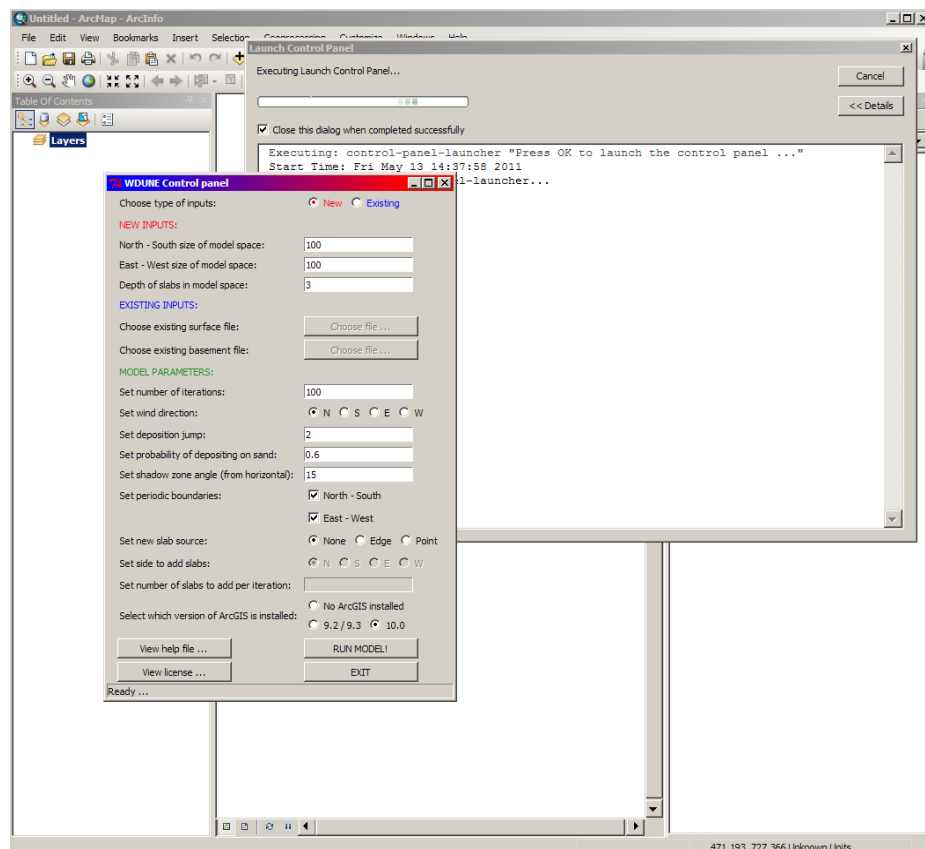 Untitled - ArcMap - ArcInfo
File Edit View Bookmarks Insert Selection Geoprocessing Customize Windows Help
Launch Control Panel
Executing Launch Control Panel...
Cancel
<< Details
Table Of Contents
Close this dialog when completed successfully
Layers
Executing: control-panel-launcher "Press OK to launch the control panel ..."
Start Time: Fri May 13 14:37:58 2011
l-launcher...
WDUNE Control panel
Choose type of inputs: New Existing
NEW INPUTS:
North - South size of model space: 100
East - West size of model space: 100
Depth of slabs in model space: 3
EXISTING INPUTS:
Choose existing surface file: Choose file ...
Choose existing basement file: Choose file ...
MODEL PARAMETERS:
Set number of iterations: 100
Set wind direction: N S E W
Set deposition jump: 2
Set probability of depositing on sand: 0.6
Set shadow zone angle (from horizontal): 15
Set periodic boundaries: North - South
East - West
Set new slab source: None Edge Point
Set side to add slabs: N S E W
Set number of slabs to add per iteration:
Select which version of ArcGIS is installed: No ArcGIS installed
9.2 / 9.3 10.0
View help file ... RUN MODEL!
View license ... EXIT
Ready ...
471.193 727.366 Unknown Units